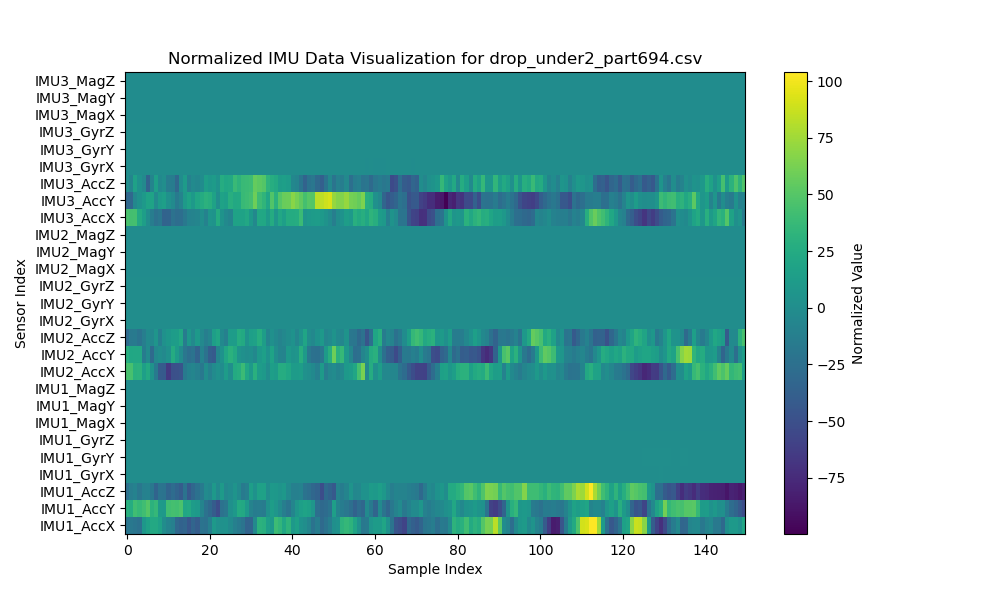 Normalized IMU Data Visualization for drop_under2_part694.csv
Sensor Index
IMU3_MagZ
IMU3_MagY
IMU3_MagX
IMU3_GyrZ
IMU3_GyrY
IMU3_GyrX
IMU3_AccZ
IMU3_AccY
IMU3_AccX
IMU2_MagZ
IMU2_MagY
IMU2_MagX
IMU2_GyrZ
IMU2_GyrY
IMU2_GyrX
IMU2_AccZ
IMU2_AccY
IMU2_AccX
IMU1_MagZ
IMU1_MagY
IMU1_MagX
IMU1_GyrZ
IMU1_GyrY
IMU1_GyrX
IMU1_AccZ
IMU1_AccY
IMU1_AccX
0 20 40 60 80 100 120 140
Sample Index
100
75
50
25
0
−25
−50
−75
Normalized Value